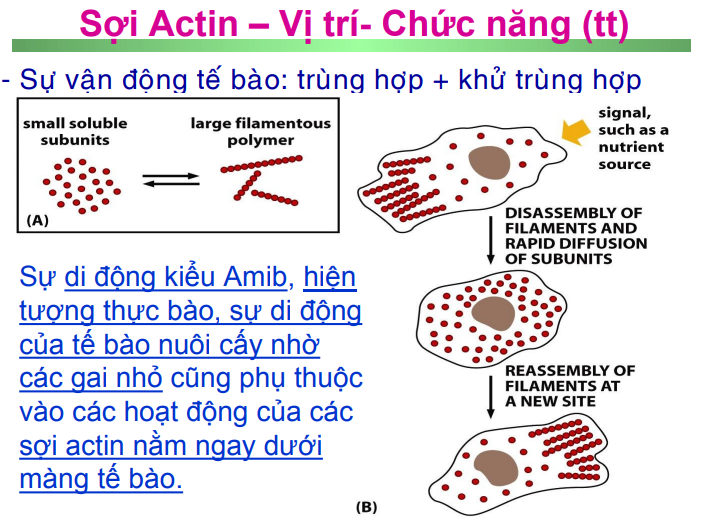 Sợi Actin – Vị trí- Chức năng (tt)
- Sự vận động tế bào: trùng hợp + khử trùng hợp
small soluble
subunits
large filamentous
polymer
(A)
signal,
such as a
nutrient
source
DISASSEMBLY OF
FILAMENTS AND
RAPID DIFFUSION
OF SUBUNITS
REASSEMBLY OF
FILAMENTS AT
A NEW SITE
(B)
Sự di động kiểu Amib, hiện
tượng thực bào, sự di động
của tế bào nuôi cấy nhờ
các gai nhỏ cũng phụ thuộc
vào các hoạt động của các
sợi actin nằm ngay dưới
màng tế bào.